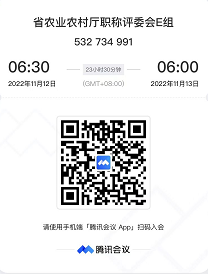 省农业农村厅职称评委会E组
532 734 991
06:30
23小时30分钟
06:00
2022年11月12日
(GMT+08:00)
2022年11月13日
请使用手机端「腾讯会议 App」扫码入会
腾讯会议